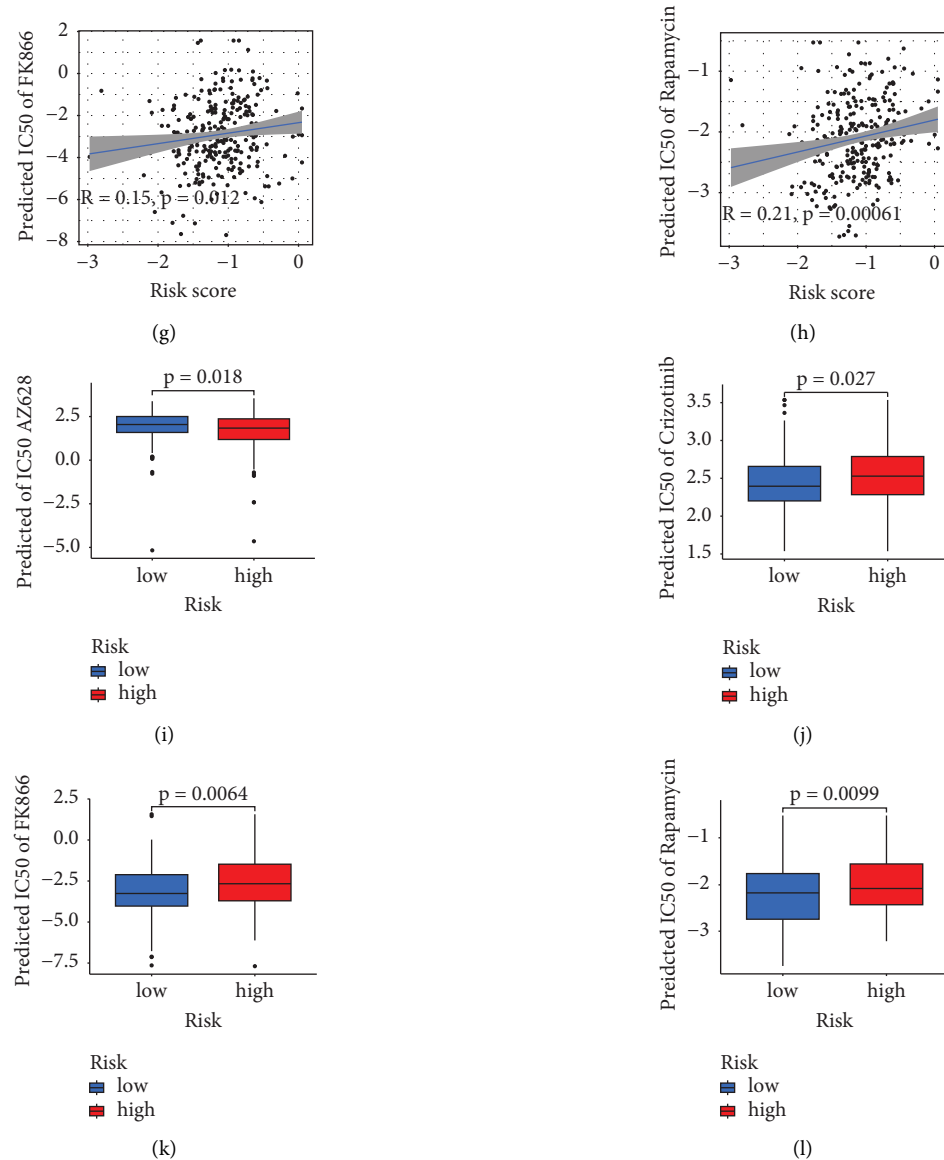 Predicted IC50 of FK866
2
0
−2
−4
−6
−8
R = 0.15, p = 0.012
−3
−2
−1
0
Risk score
(g)
Predicted IC50 of Rapamycin
−1
−2
−3
R = 0.21, p = 0.00061
−3
−2
−1
0
Risk score
(h)
Predicted of IC50 AZ628
2.5
0.0
−2.5
−5.0
p = 0.018
low
high
Risk
Risk
low
high
(i)
Predicted IC50 of Crizotinib
3.5
3.0
2.5
2.0
1.5
p = 0.027
low
high
Risk
Risk
low
high
(j)
Predicted IC50 of FK866
2.5
0.0
−2.5
−5.0
−7.5
p = 0.0064
low
high
Risk
Risk
low
high
(k)
Preidcted IC50 of Rapamycin
−1
−2
−3
p = 0.0099
low
high
Risk
Risk
low
high
(l)